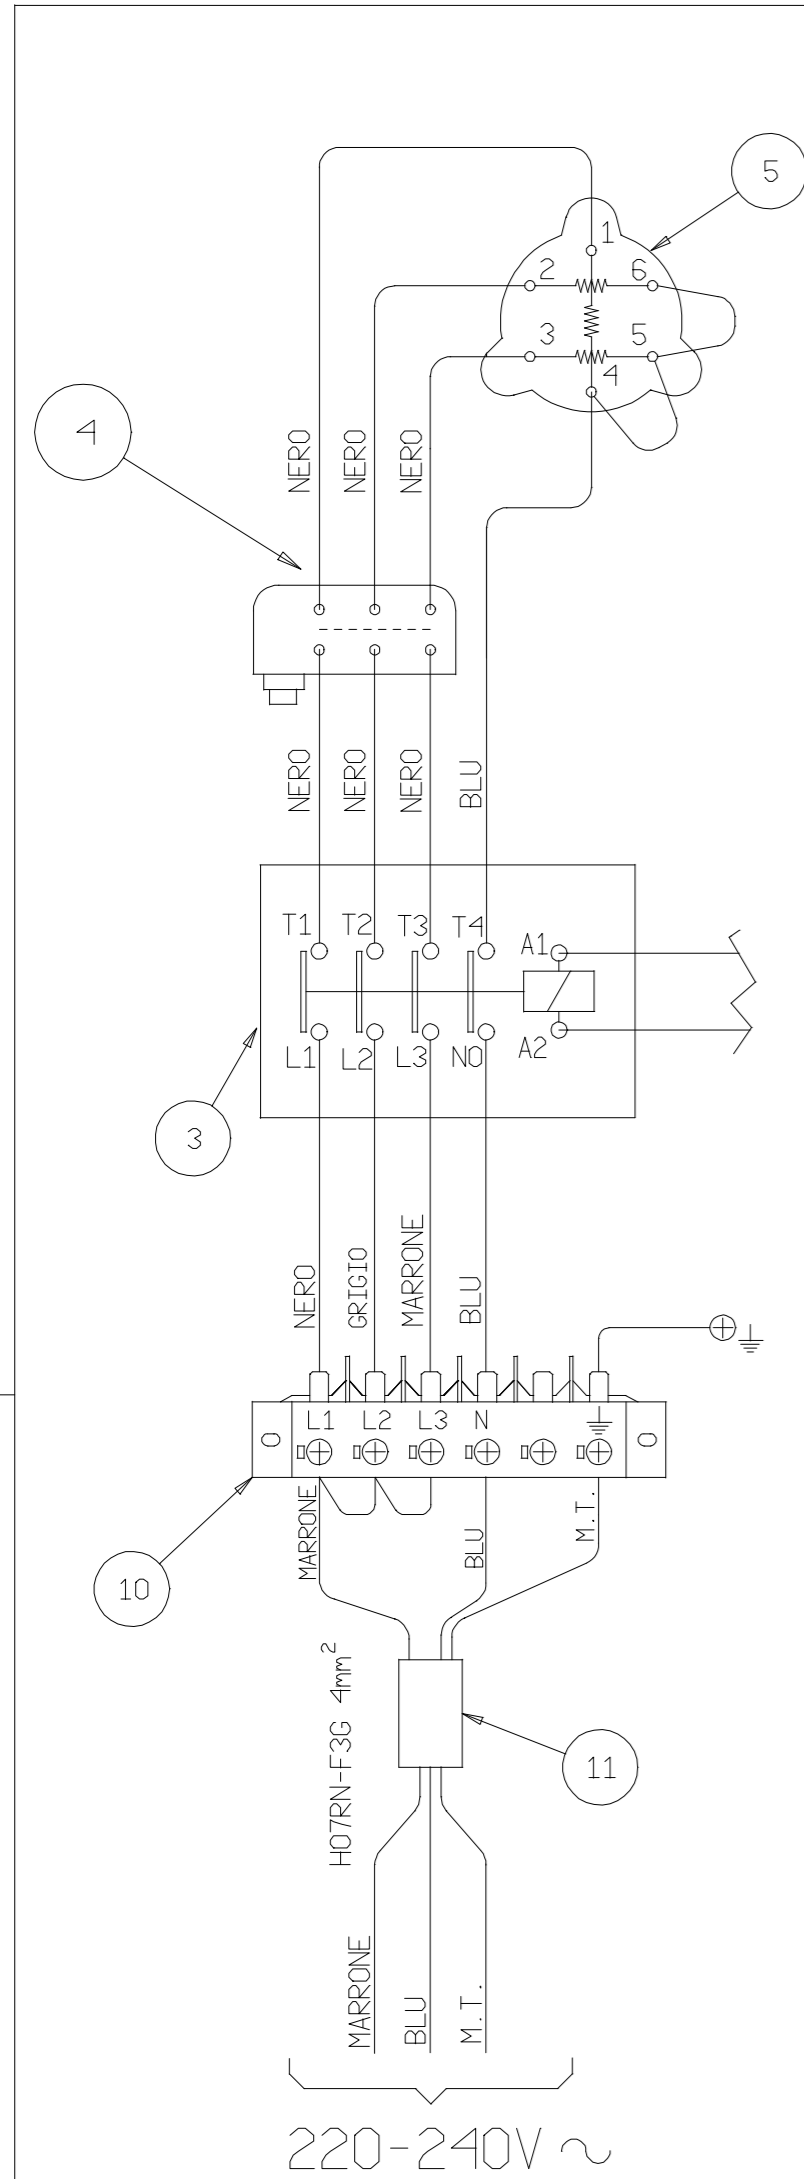 5
1
2 6
3 5
4
4
NERO NERO NERO
NERO NERO NERO BLU
T1 T2 T3 T4 A1
L1 L2 L3 NO A2
3
NERO GRIGIO MARRONE BLU
L1 L2 L3 N
MARRONE BLU M.T.
10
H07RN-F3G 4mm²
11
MARRONE BLU M.T.
220-240V ~